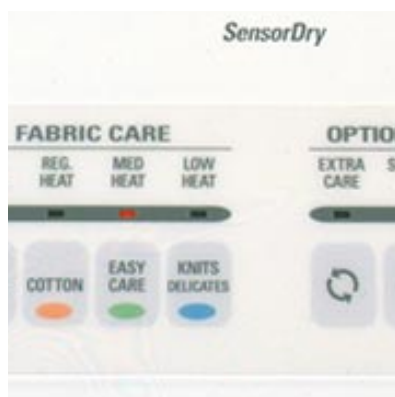 SensorDry
FABRIC CARE
REG. HEAT
MED HEAT
LOW HEAT
COTTON
EASY CARE
KNITS DELICATES
EXTRA CARE